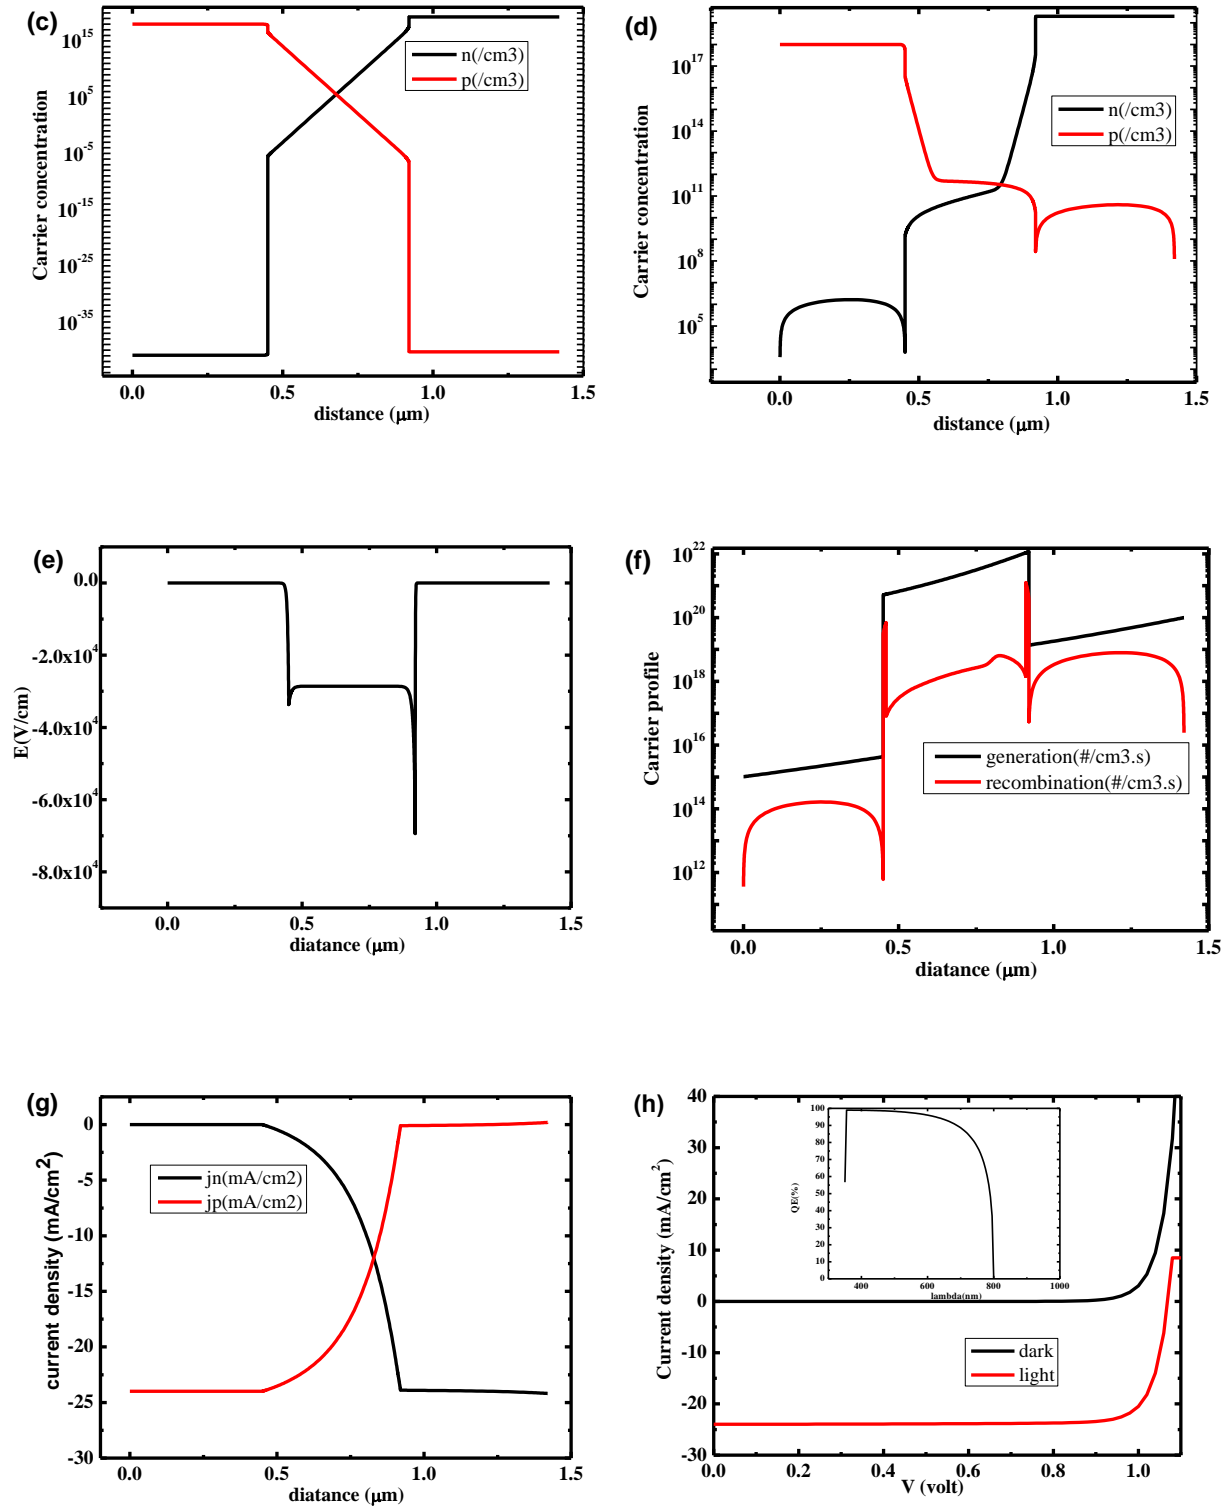 (c)
10^15
10^5
10^-5
10^-15
10^-25
10^-35
Carrier concentration
n(/cm3)
p(/cm3)
0.0 0.5 1.0 1.5
distance (μm)
(d)
10^17
10^14
10^11
10^8
10^5
Carrier concentration
n(/cm3)
p(/cm3)
0.0 0.5 1.0 1.5
distance (μm)
(e)
0.0
-2.0x10^4
-4.0x10^4
-6.0x10^4
-8.0x10^4
E(V/cm)
0.0 0.5 1.0 1.5
diatance (μm)
(f)
10^22
10^20
10^18
10^16
10^14
10^12
Carrier profile
generation(#/cm3.s)
recombination(#/cm3.s)
0.0 0.5 1.0 1.5
diatance (μm)
(g)
0
-5
-10
-15
-20
-25
-30
current density (mA/cm^2)
jn(mA/cm2)
jp(mA/cm2)
0.0 0.5 1.0 1.5
diatance (μm)
(h)
40
30
20
10
0
-10
-20
-30
Current density (mA/cm^2)
100
90
80
70
60
50
40
30
20
10
0
QE(%)
400 600 800 1000
lambda(nm)
dark
light
0.0 0.2 0.4 0.6 0.8 1.0
V (volt)